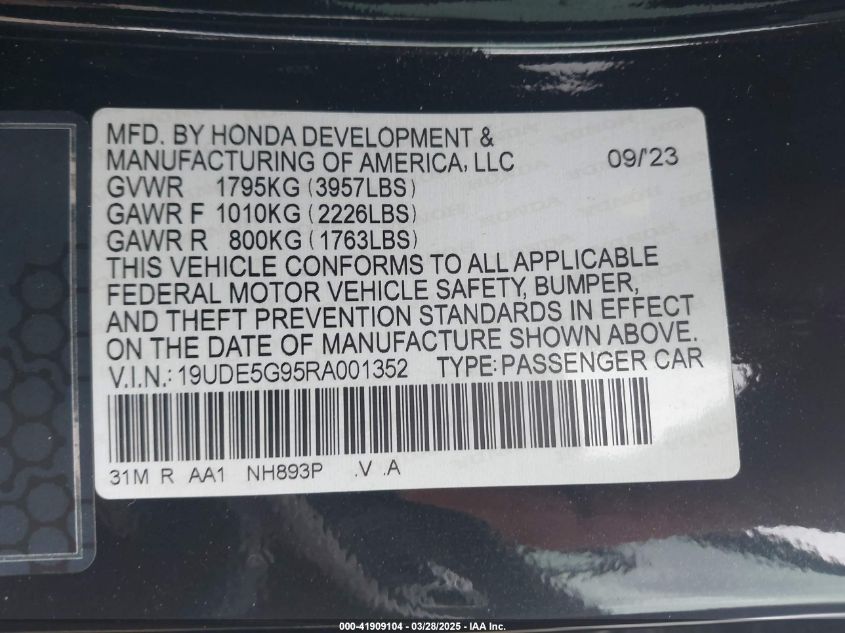 MFD. BY HONDA DEVELOPMENT &
MANUFACTURING OF AMERICA, LLC 09/'23
GVWR 1795KG (3957LBS)
GAWR F 1010KG (2226LBS)
GAWR R 800KG (1763LBS)
THIS VEHICLE CONFORMS TO ALL APPLICABLE
FEDERAL MOTOR VEHICLE SAFETY, BUMPER,
AND THEFT PREVENTION STANDARDS IN EFFECT
ON THE DATE OF MANUFACTURE SHOWN ABOVE.
V.I.N.: 19UDE5G95RA001352 TYPE: PASSENGER CAR
31M R AA1 NH893P .V .A
000-41909104 - 03/28/2025 - IAA Inc.